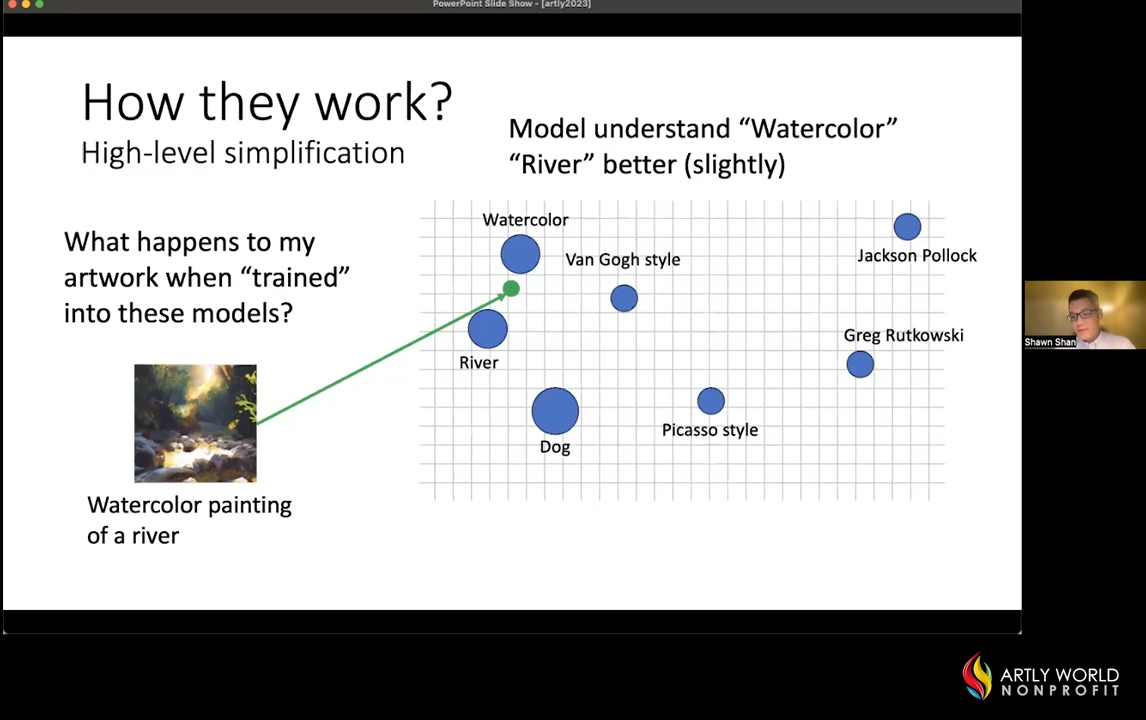 PowerPoint Slide Show - [artly2023]
How they work?
High-level simplification
Model understand “Watercolor”
“River” better (slightly)
What happens to my
artwork when “trained”
into these models?
Watercolor
Van Gogh style
Jackson Pollock
River
Greg Rutkowski
Dog
Picasso style
Watercolor painting
of a river
Shawn Shan
ARTLY WORLD
NONPROFIT